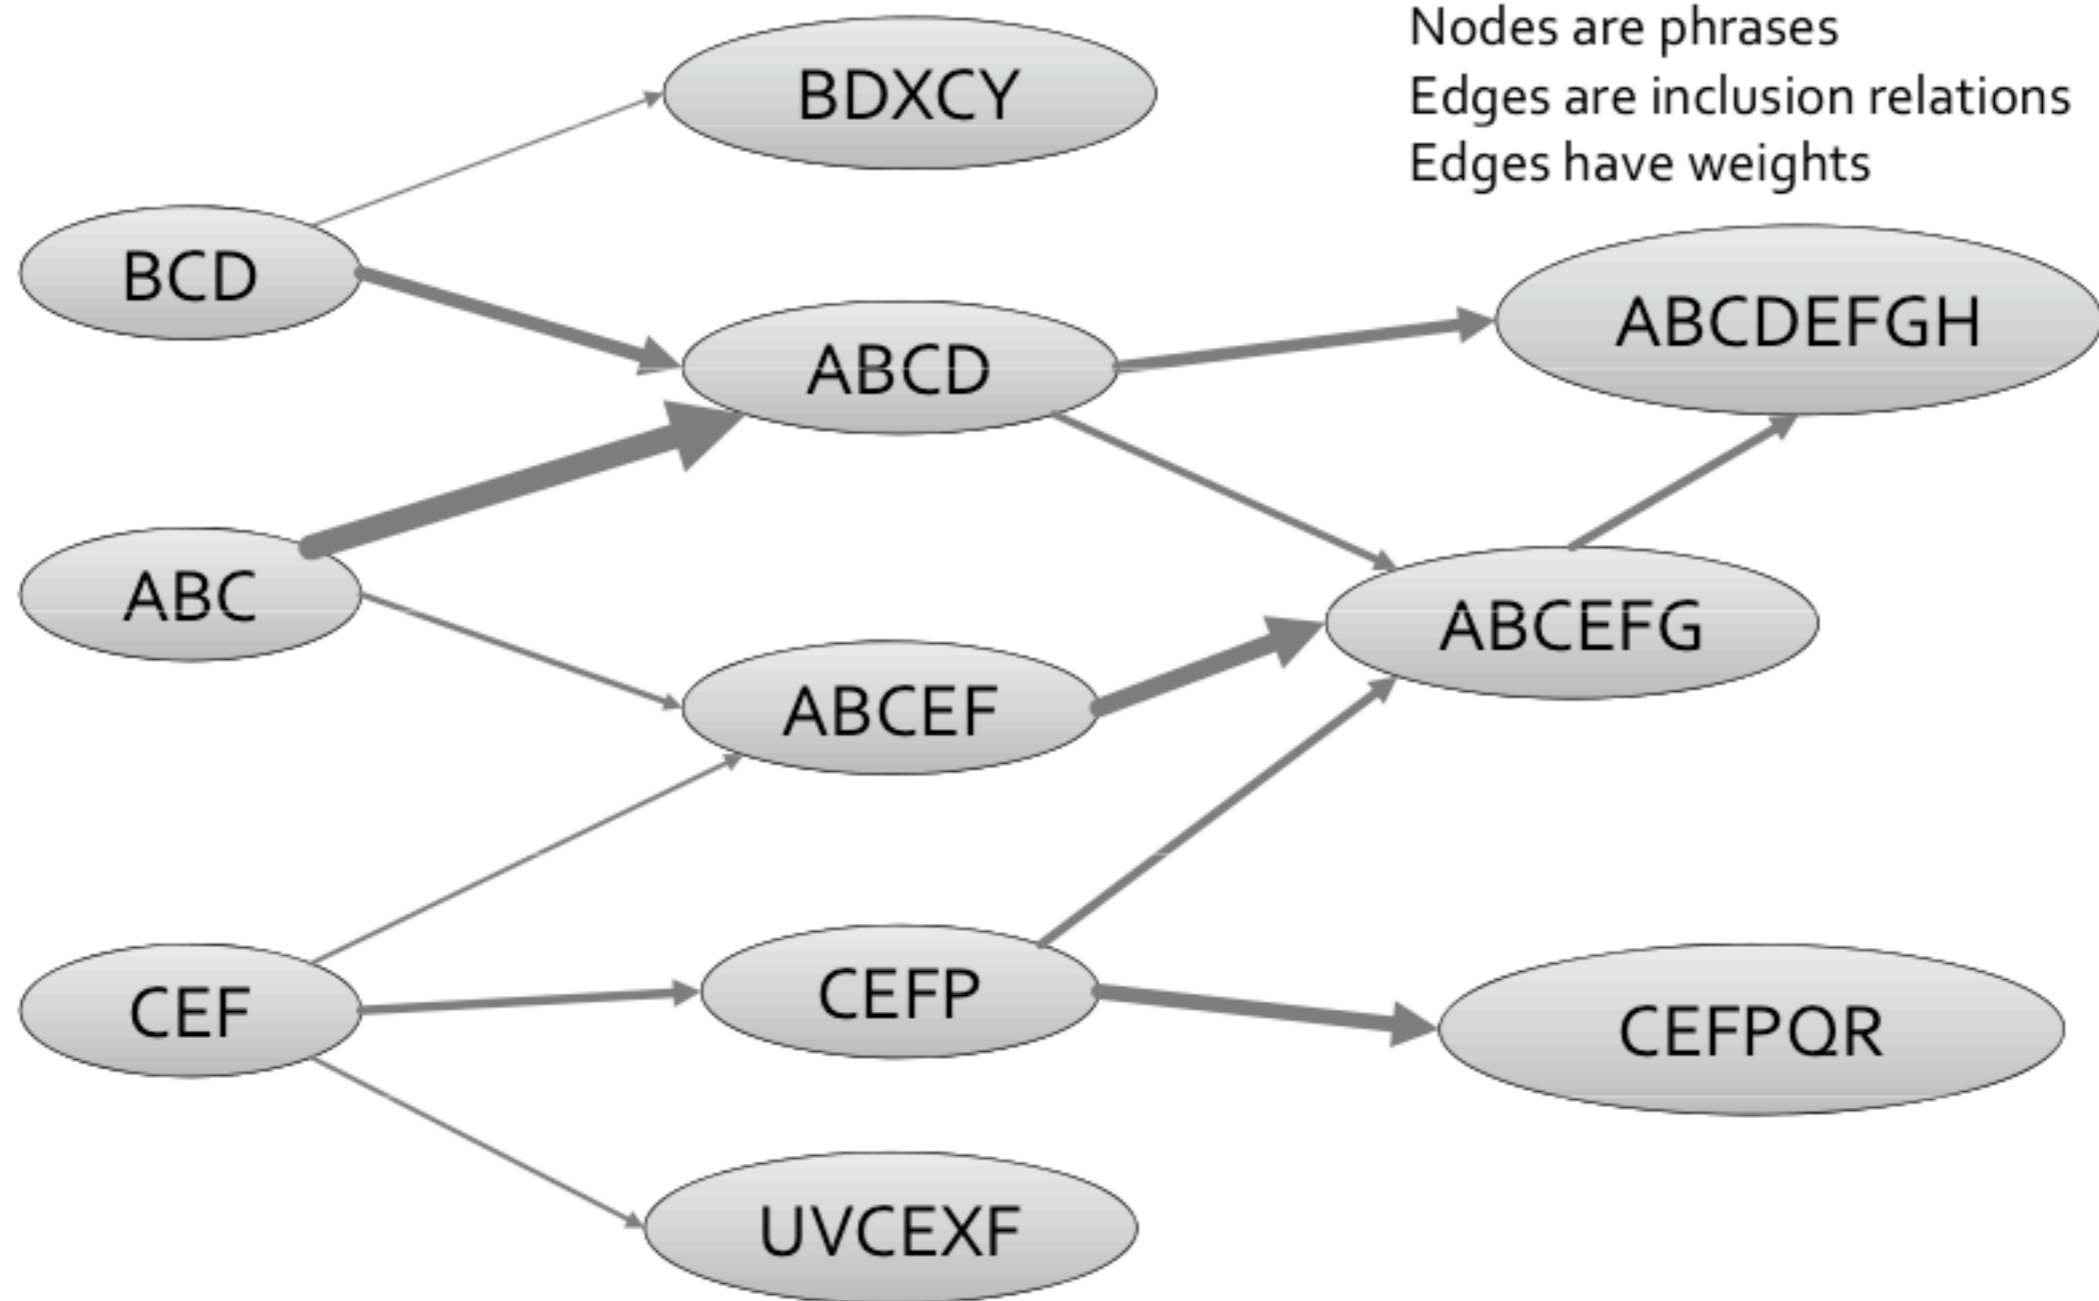 Nodes are phrases
Edges are inclusion relations
Edges have weights
BDXCY
BCD
ABCD
ABCDEFGH
ABC
ABCEF
ABCEFG
CEF
CEFP
CEFPQR
UVCEXF